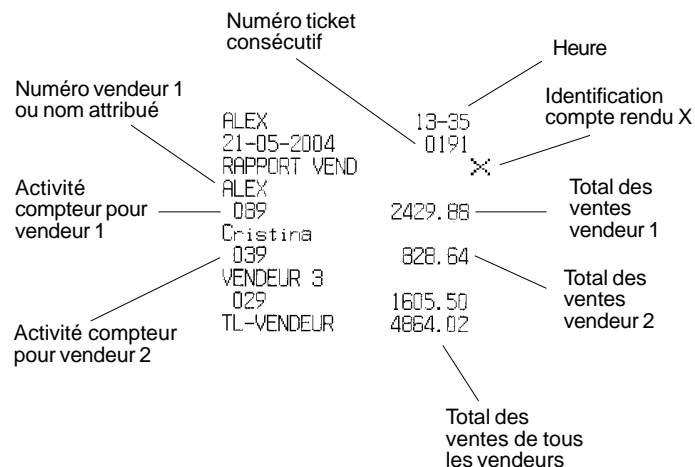 Numéro ticket
consécutif
Heure
Numéro vendeur 1
ou nom attribué
Identification
compte rendu X
ALEX 13-35
21-05-2004 0191
RAPPORT VEND X
ALEX
089 2429.88
Cristina
039 828.64
VENDEUR 3
029 1605.50
TL-VENDEUR 4864.02
Activité
compteur pour
vendeur 1
Total des
ventes
vendeur 1
Activité compteur
pour vendeur 2
Total des
ventes
vendeur 2
Total des
ventes de tous
les vendeurs